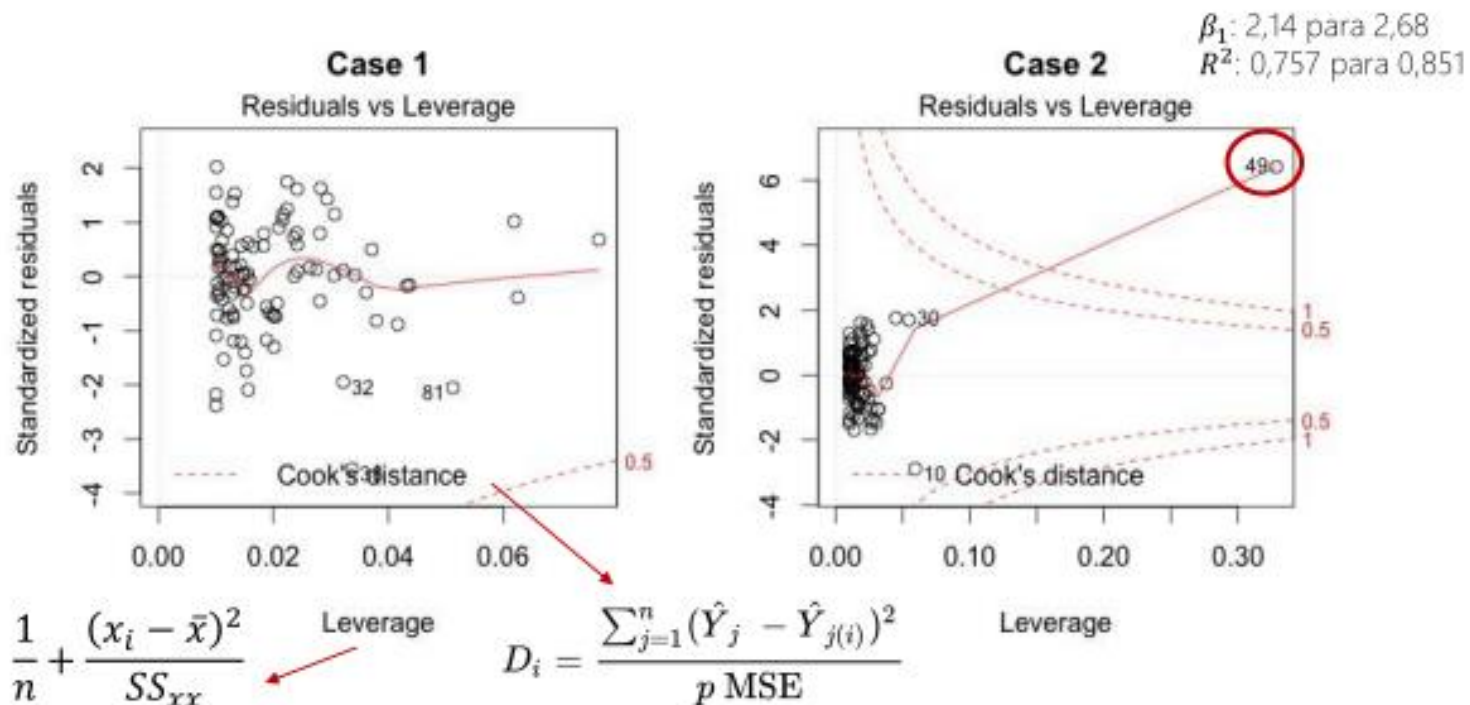 β₁: 2,14 para 2,68
R²: 0,757 para 0,851
Case 1
Residuals vs Leverage
Standardized residuals
2
1
0
-1
-2
-3
-4
32
81
Cook's distance
0.5
0.00
0.02
0.04
0.06
Leverage
Case 2
Residuals vs Leverage
Standardized residuals
6
4
2
0
-2
-4
49
30
10
Cook's distance
1
0.5
0.5
1
0.00
0.10
0.20
0.30
Leverage
1/n + (xᵢ − x̄)²/SSₓₓ
Dᵢ = ∑ⁿⱼ₌₁(Ŷⱼ − Ŷⱼ₍ᵢ₎)² / p MSE